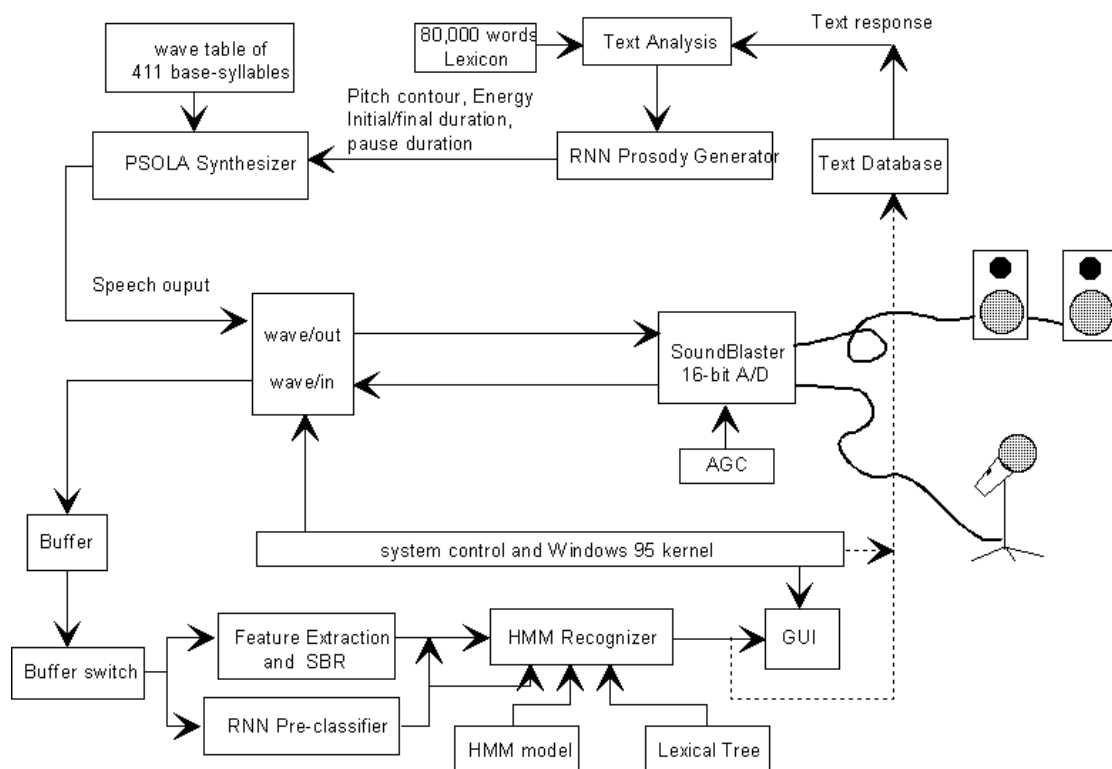 wave table of
411 base-syllables
80,000 words
Lexicon
Text Analysis
Text response
Pitch contour, Energy
Initial/final duration,
pause duration
PSOLA Synthesizer
RNN Prosody Generator
Text Database
Speech ouput
wave/out
wave/in
SoundBlaster
16-bit A/D
AGC
Buffer
system control and Windows 95 kernel
Buffer switch
Feature Extraction
and SBR
HMM Recognizer
GUI
RNN Pre-classifier
HMM model
Lexical Tree